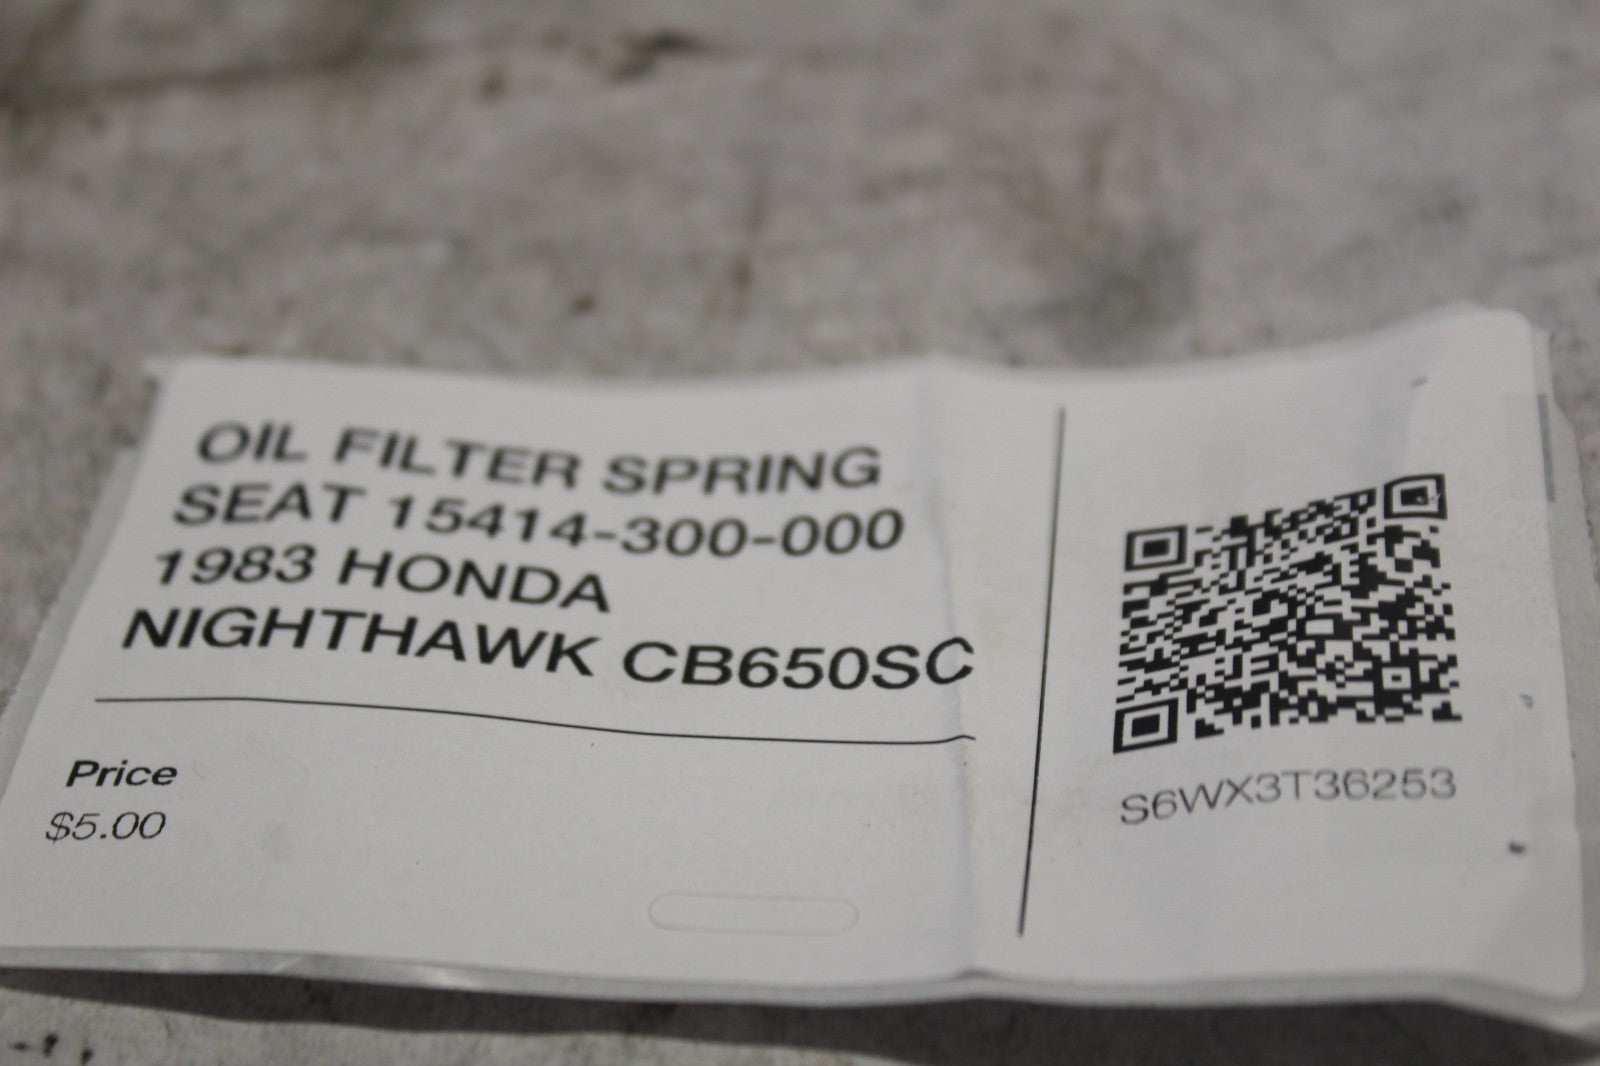 OIL FILTER SPRING
SEAT 15414-300-000
1983 HONDA
NIGHTHAWK CB650SC
Price
$5.00
S6WX3T36253